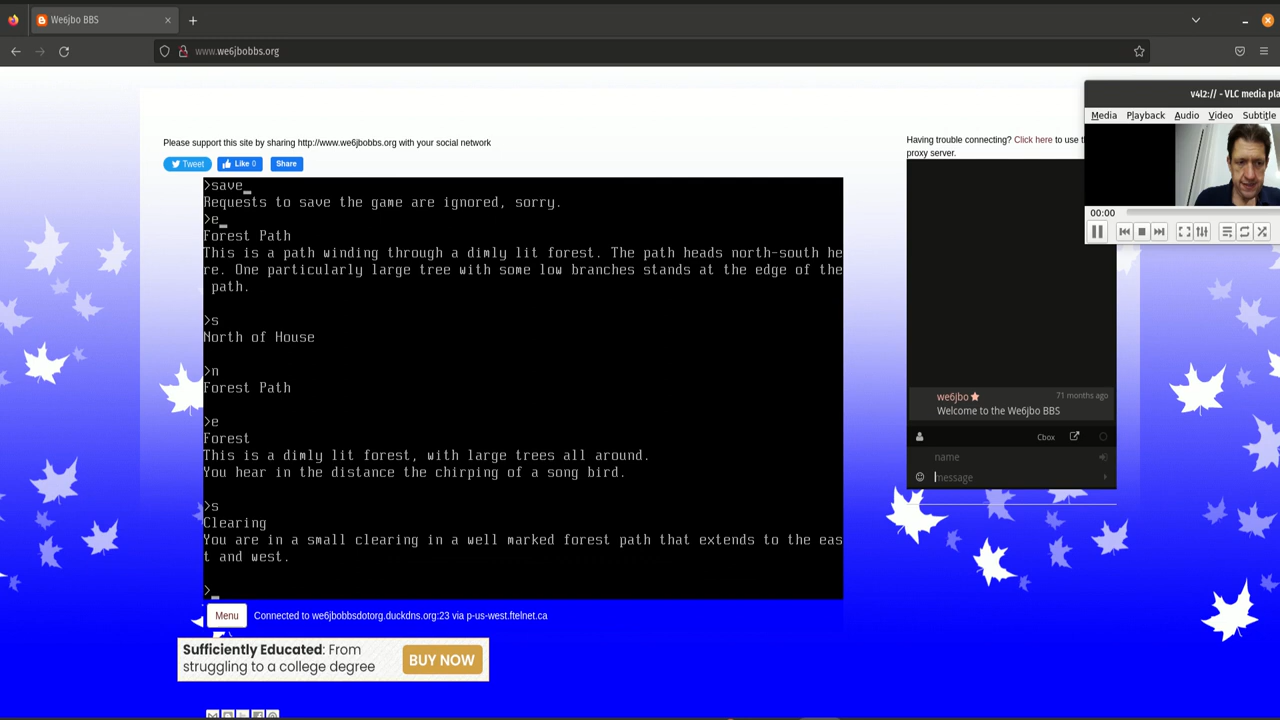 We6jbo BBS
www.we6jbobbs.org
v4l2:// - VLC media pla
Media Playback Audio Video Subtitle
00:00
Please support this site by sharing http://www.we6jbobbs.org with your social network
Tweet
Like 0
Share
Having trouble connecting? Click here to use t
proxy server.
>save
Requests to save the game are ignored, sorry.
>e
Forest Path
This is a path winding through a dimly lit forest. The path heads north-south he
re. One particularly large tree with some low branches stands at the edge of the
path.
>s
North of House
>n
Forest Path
>e
Forest
This is a dimly lit forest, with large trees all around.
You hear in the distance the chirping of a song bird.
>s
Clearing
You are in a small clearing in a well marked forest path that extends to the eas
t and west.
>
we6jbo 71 months ago
Welcome to the We6jbo BBS
Cbox
name
message
Menu
Connected to we6jbobbsdotorg.duckdns.org:23 via p-us-west.ftelnet.ca
Sufficiently Educated: From
struggling to a college degree
BUY NOW